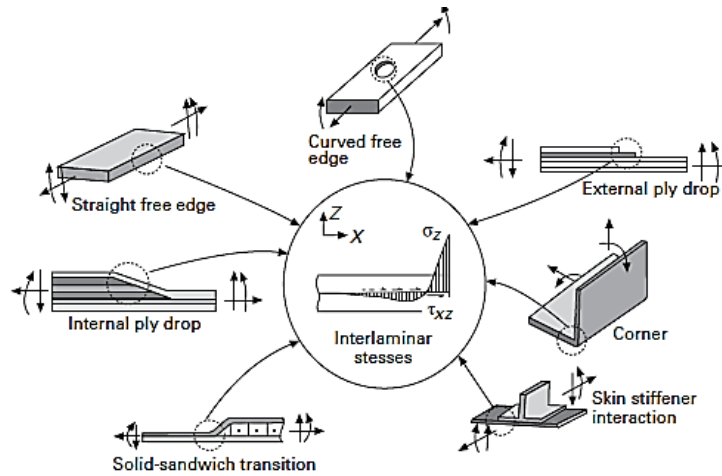 Curved free
edge
Straight free edge
External ply drop
Z
X
σz
τxz
Interlaminar
stesses
Internal ply drop
Corner
Skin stiffener
interaction
Solid-sandwich transition